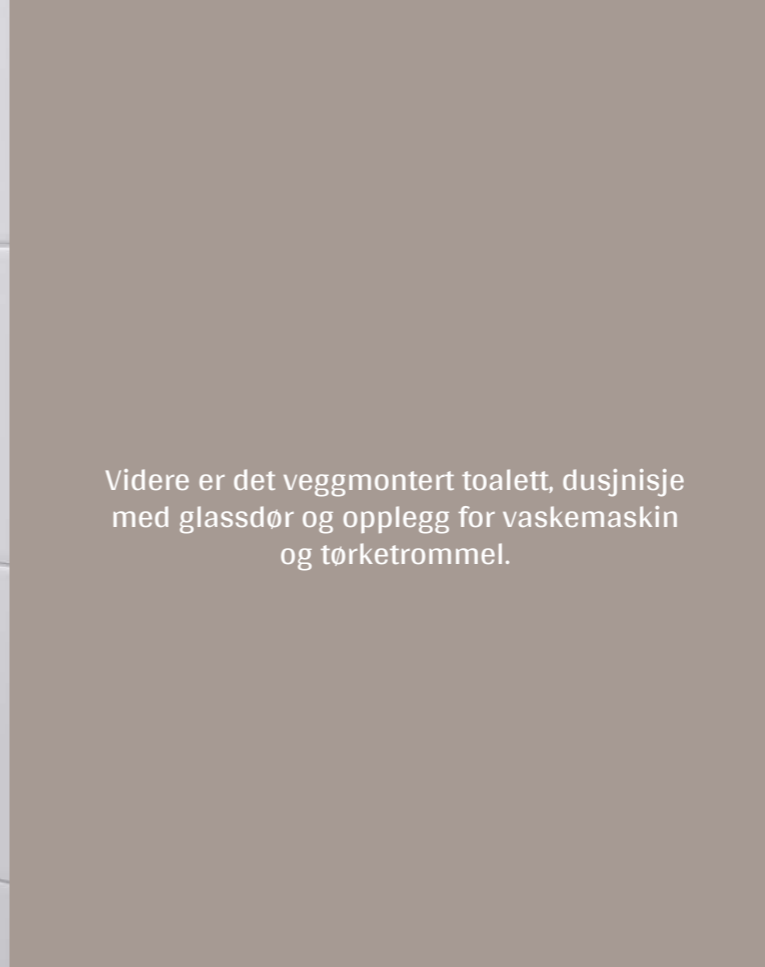 Videre er det veggmontert toalett, dusjnisje
med glassdør og opplegg for vaskemaskin
og tørketrommel.